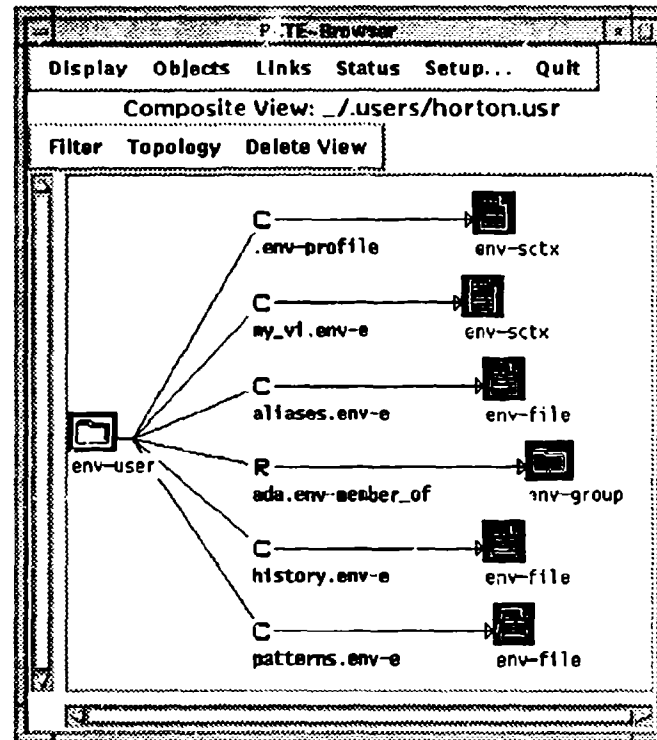 P.TE-Browser
Display Objects Links Status Setup... Quit
Composite View: _/.users/horton.usr
Filter Topology Delete View
C
.env-profile
env-sctx
C
my_vi.env-e
env-sctx
C
aliases.env-e
env-file
env-user
R
ada.env-member_of
env-group
C
history.env-e
env-file
C
patterns.env-e
env-file